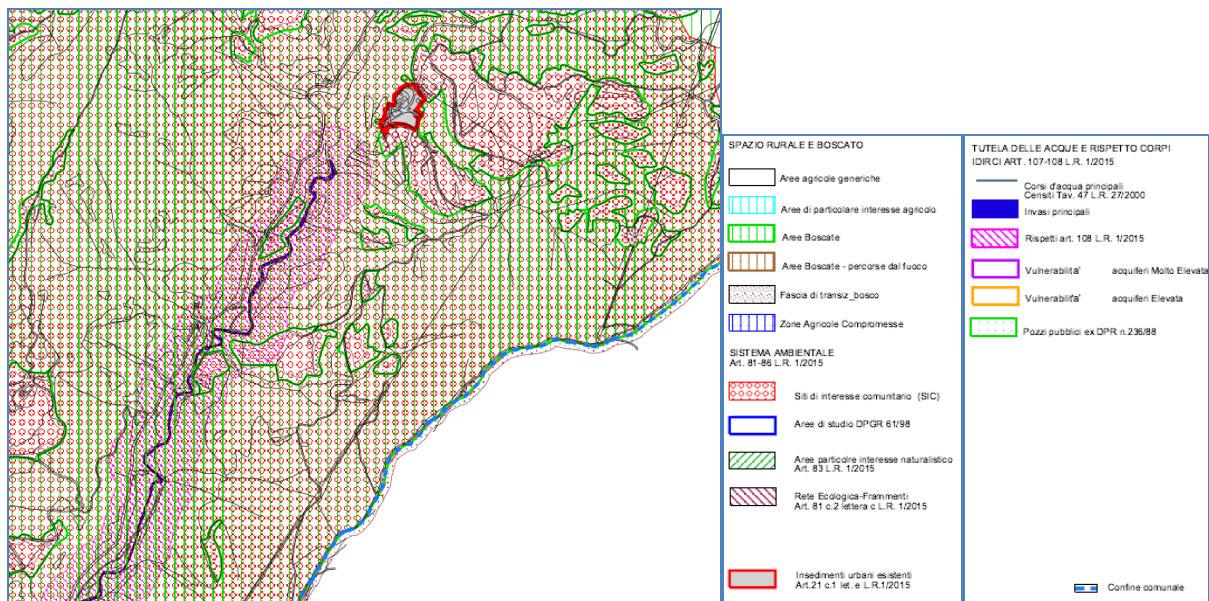 SPAZIO RURALE E BOSCATO
Aree agricole generiche
Aree di particolare interesse agricolo
Aree Boscate
Aree Boscate - percorse dal fuoco
Fascia di transiz_bosco
Zone Agricole Compromesse
SISTEMA AMBIENTALE
Art. 81-86 L.R. 1/2015
Siti di interesse comunitario (SIC)
Aree di studio DPGR 61/98
Aree particolre interesse naturalistico
Art. 83 L.R. 1/2015
Rete Ecologica-Frammenti
Art. 81 c.2 lettera c L.R. 1/2015
Insedimenti urbani esistenti
Art.21 c.1 let. e L.R.1/2015
TUTELA DELLE ACQUE E RISPETTO CORPI
IDIRCI ART. 107-108 L.R. 1/2015
Corsi d'acqua principali
Censiti Tav. 47 L.R. 27/2000
Invasi principali
Rispetti art. 108 L.R. 1/2015
Vulnerabilita' acquiferi Molto Elevata
Vulnerabilita' acquiferi Elevata
Pozzi pubblici ex DPR n.236/88
Confine comunale